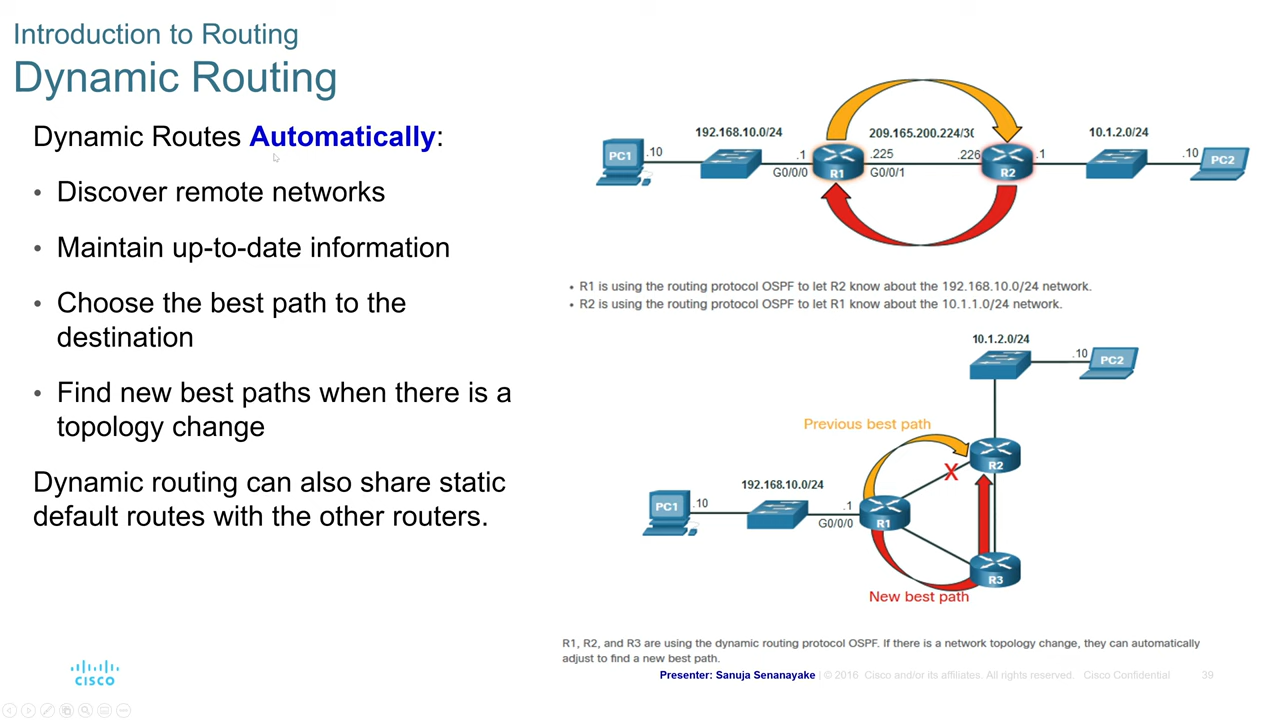 Introduction to Routing
Dynamic Routing
Dynamic Routes Automatically:
• Discover remote networks
• Maintain up-to-date information
• Choose the best path to the
destination
• Find new best paths when there is a
topology change
Dynamic routing can also share static
default routes with the other routers.
192.168.10.0/24
209.165.200.224/30
10.1.2.0/24
PC1
.10
.1
G0/0/0
R1
.225
G0/0/1
.226
R2
.1
.10
PC2
• R1 is using the routing protocol OSPF to let R2 know about the 192.168.10.0/24 network.
• R2 is using the routing protocol OSPF to let R1 know about the 10.1.1.0/24 network.
10.1.2.0/24
.10
PC2
Previous best path
R2
X
192.168.10.0/24
PC1
.10
.1
G0/0/0
R1
R3
New best path
R1, R2, and R3 are using the dynamic routing protocol OSPF. If there is a network topology change, they can automatically
adjust to find a new best path.
CISCO
Presenter: Sanuja Senanayake | © 2016 Cisco and/or its affiliates. All rights reserved. Cisco Confidential 39